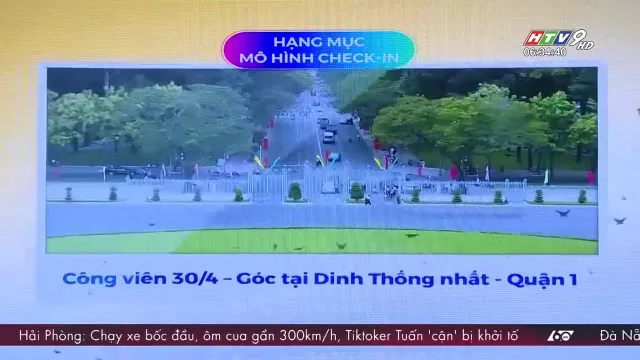 HẠNG MỤC
MÔ HÌNH CHECK-IN
HTV9 HD
06:34:40
Công viên 30/4 – Góc tại Dinh Thống nhất - Quận 1
Hải Phòng: Chạy xe bốc đầu, âm cua gần 300km/h, Tiktoker Tuấn 'cận' bị khởi tố
60
Đà Nẵ